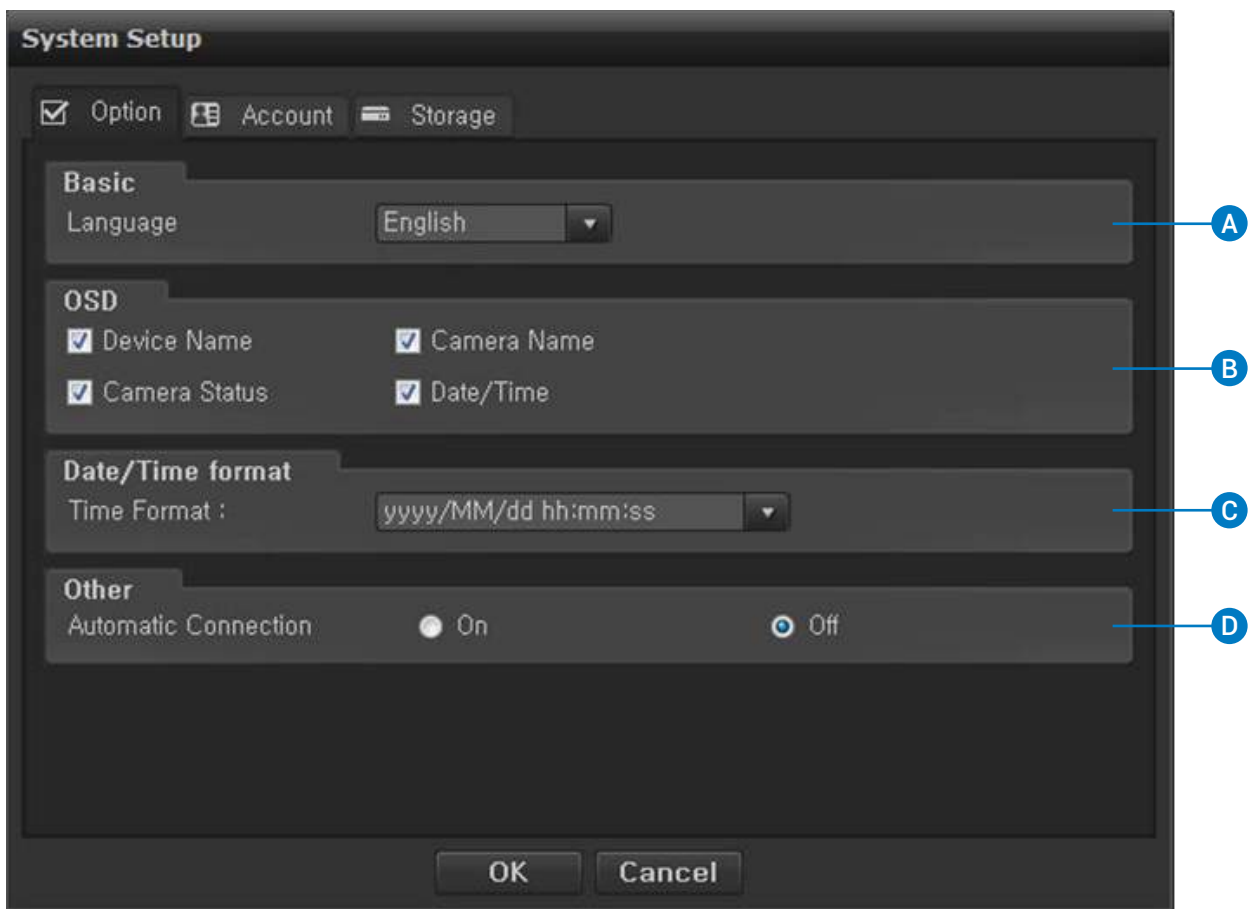 System Setup
Option Account Storage
Basic
Language English A
OSD
Device Name Camera Name
B
Camera Status Date/Time
Date/Time format
Time Format : yyyy/MM/dd hh:mm:ss C
Other
Automatic Connection On Off D
OK Cancel